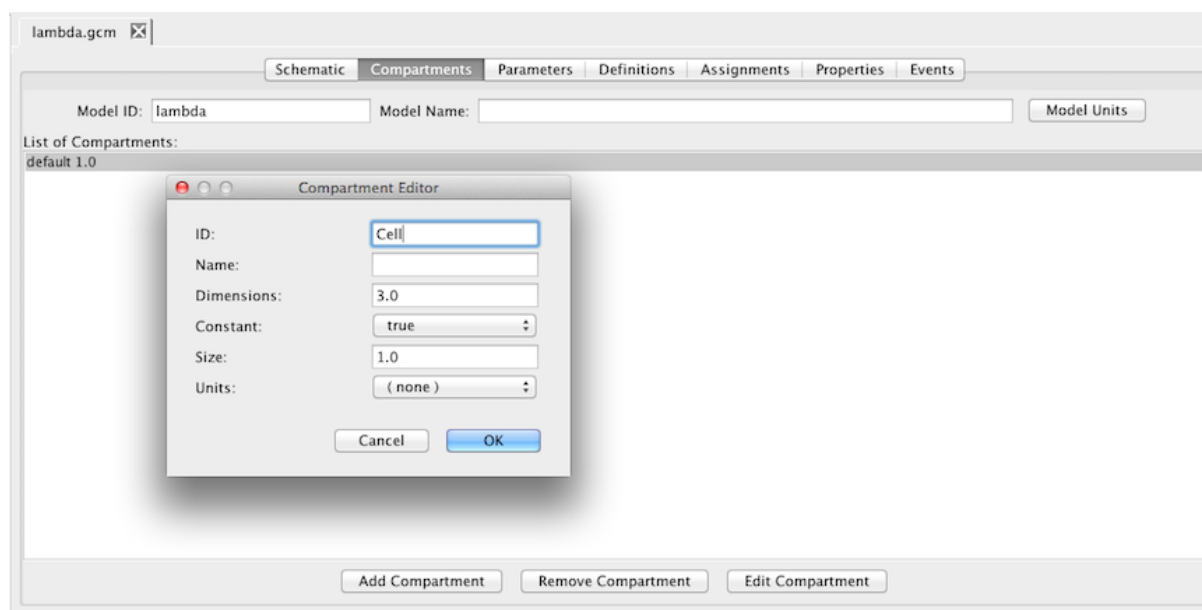 lambda.gcm
Schematic Compartments Parameters Definitions Assignments Properties Events
Model ID: lambda Model Name: Model Units
List of Compartments:
default 1.0
Compartment Editor
ID: Cell
Name:
Dimensions: 3.0
Constant: true
Size: 1.0
Units: ( none )
Cancel OK
Add Compartment Remove Compartment Edit Compartment